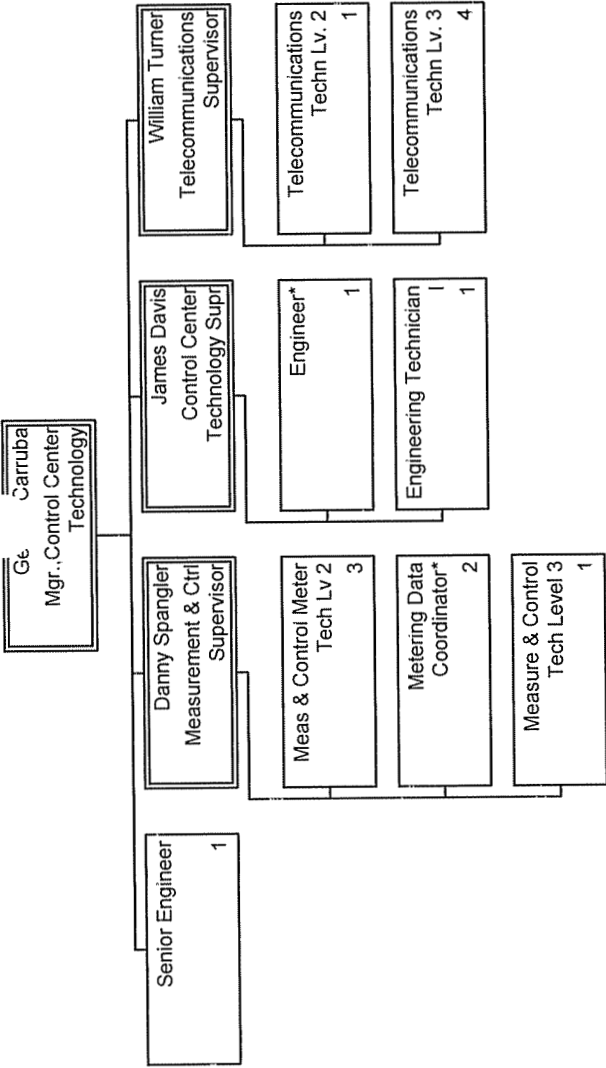 Carruba
Mgr.,Control Center
Technology
Senior Engineer
1
Danny Spangler
Measurement & Ctrl
Supervisor
Meas & Control Meter
Tech Lv 2
3
Metering Data
Coordinator*
2
Measure & Control
Tech Level 3
1
James Davis
Control Center
Technology Supr
Engineer*
1
Engineering Technician
I
1
William Turner
Telecommunications
Supervisor
Telecommunications
Techn Lv. 2
1
Telecommunications
Techn Lv. 3
4